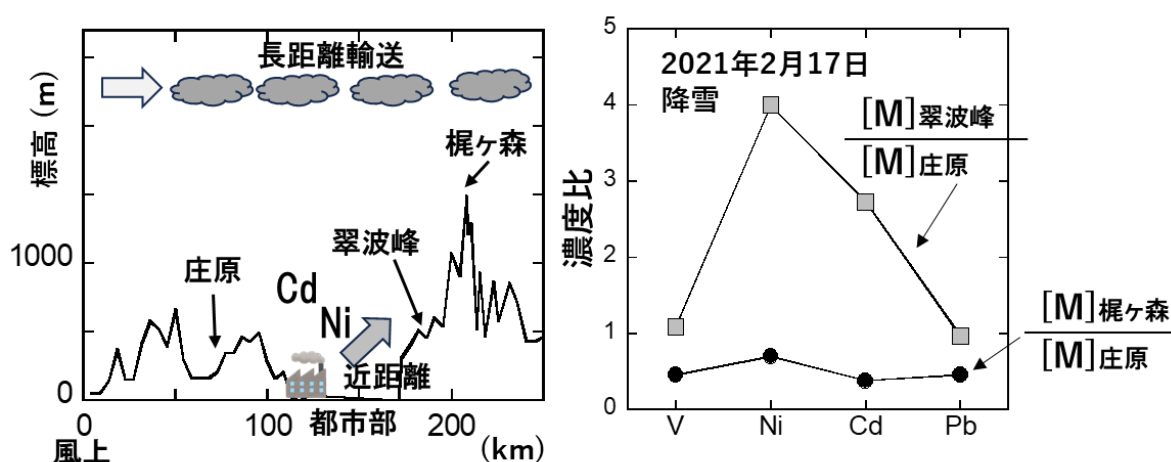 長距離輸送
標高 (m)
1000
0
庄原
Cd
Ni
翠波峰
梶ヶ森
近距離
0
100
都市部
200
(km)
風上
5
4
3
2
1
0
濃度比
2021年2月17日
降雪
[M]翠波峰
[M]庄原
[M]梶ヶ森
[M]庄原
V Ni Cd Pb